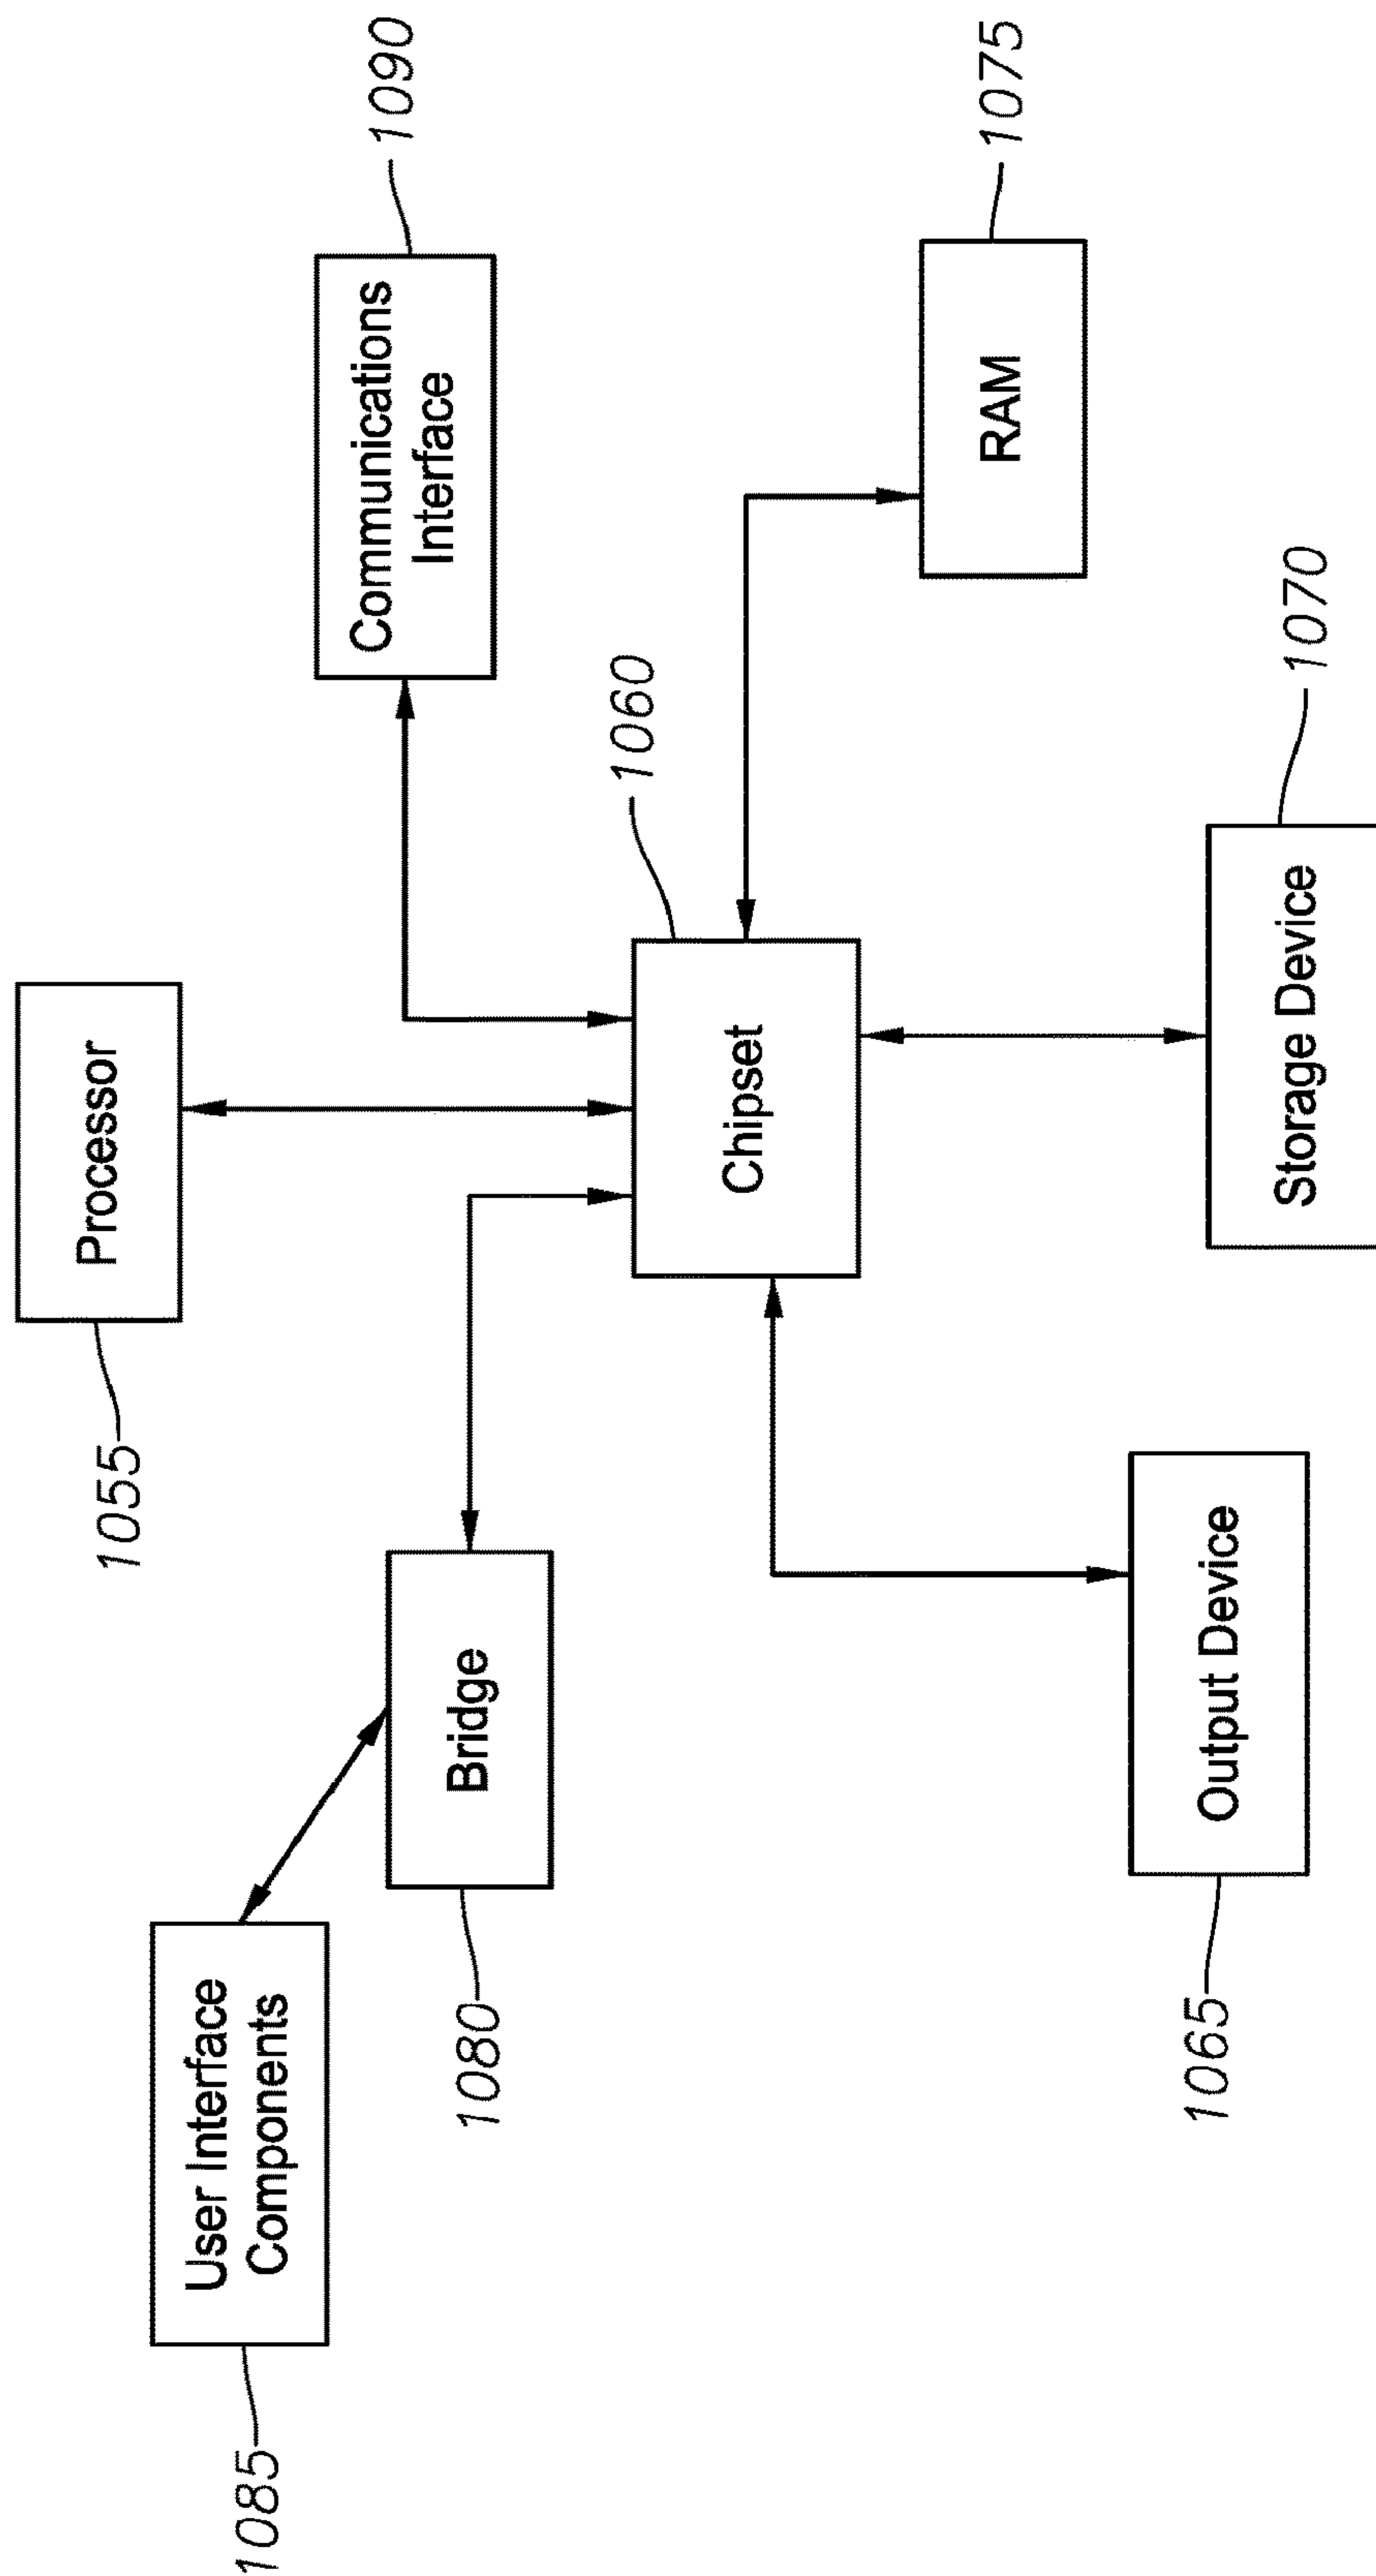 Processor
1055
User Interface
Components
1085
Communications
Interface
1090
Bridge
1080
1060
Chipset
RAM
1075
Output Device
1065
Storage Device
1070